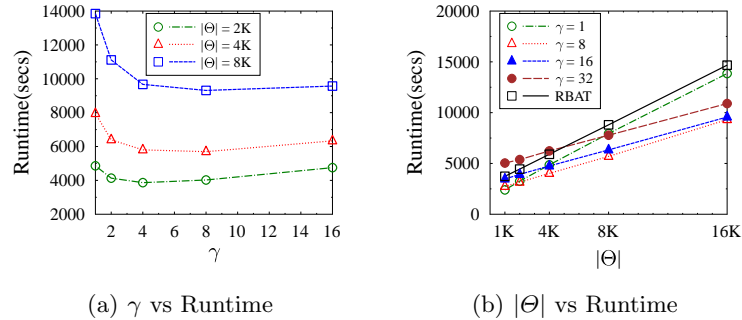 14000
12000
10000
8000
6000
4000
2000
Runtime(secs)
|Θ| = 2K
|Θ| = 4K
|Θ| = 8K
2 4 6 8 10 12 14 16
γ
(a) γ vs Runtime
20000
15000
10000
5000
0
Runtime(secs)
γ = 1
γ = 8
γ = 16
γ = 32
RBAT
1K 4K 8K 16K
|Θ|
(b) |Θ| vs Runtime